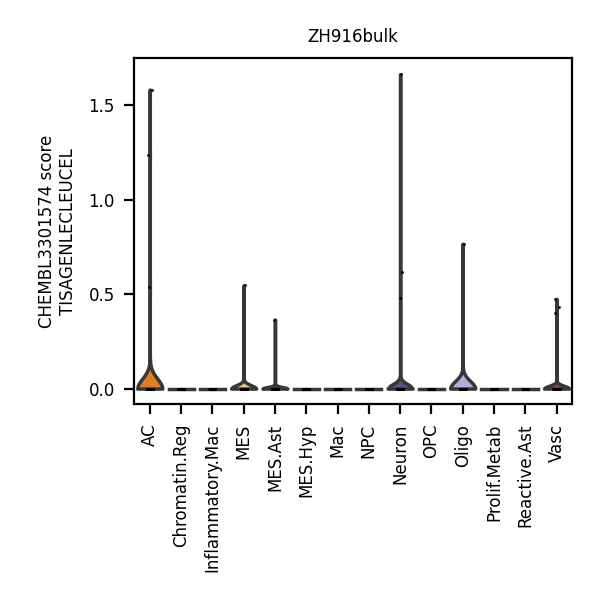 ZH916bulk
CHEMBL3301574 score
TISAGENLECLEUCEL
1.5
1.0
0.5
0.0
AC
Chromatin.Reg
Inflammatory.Mac
MES
MES.Ast
MES.Hyp
Mac
NPC
Neuron
OPC
Oligo
Prolif.Metab
Reactive.Ast
Vasc